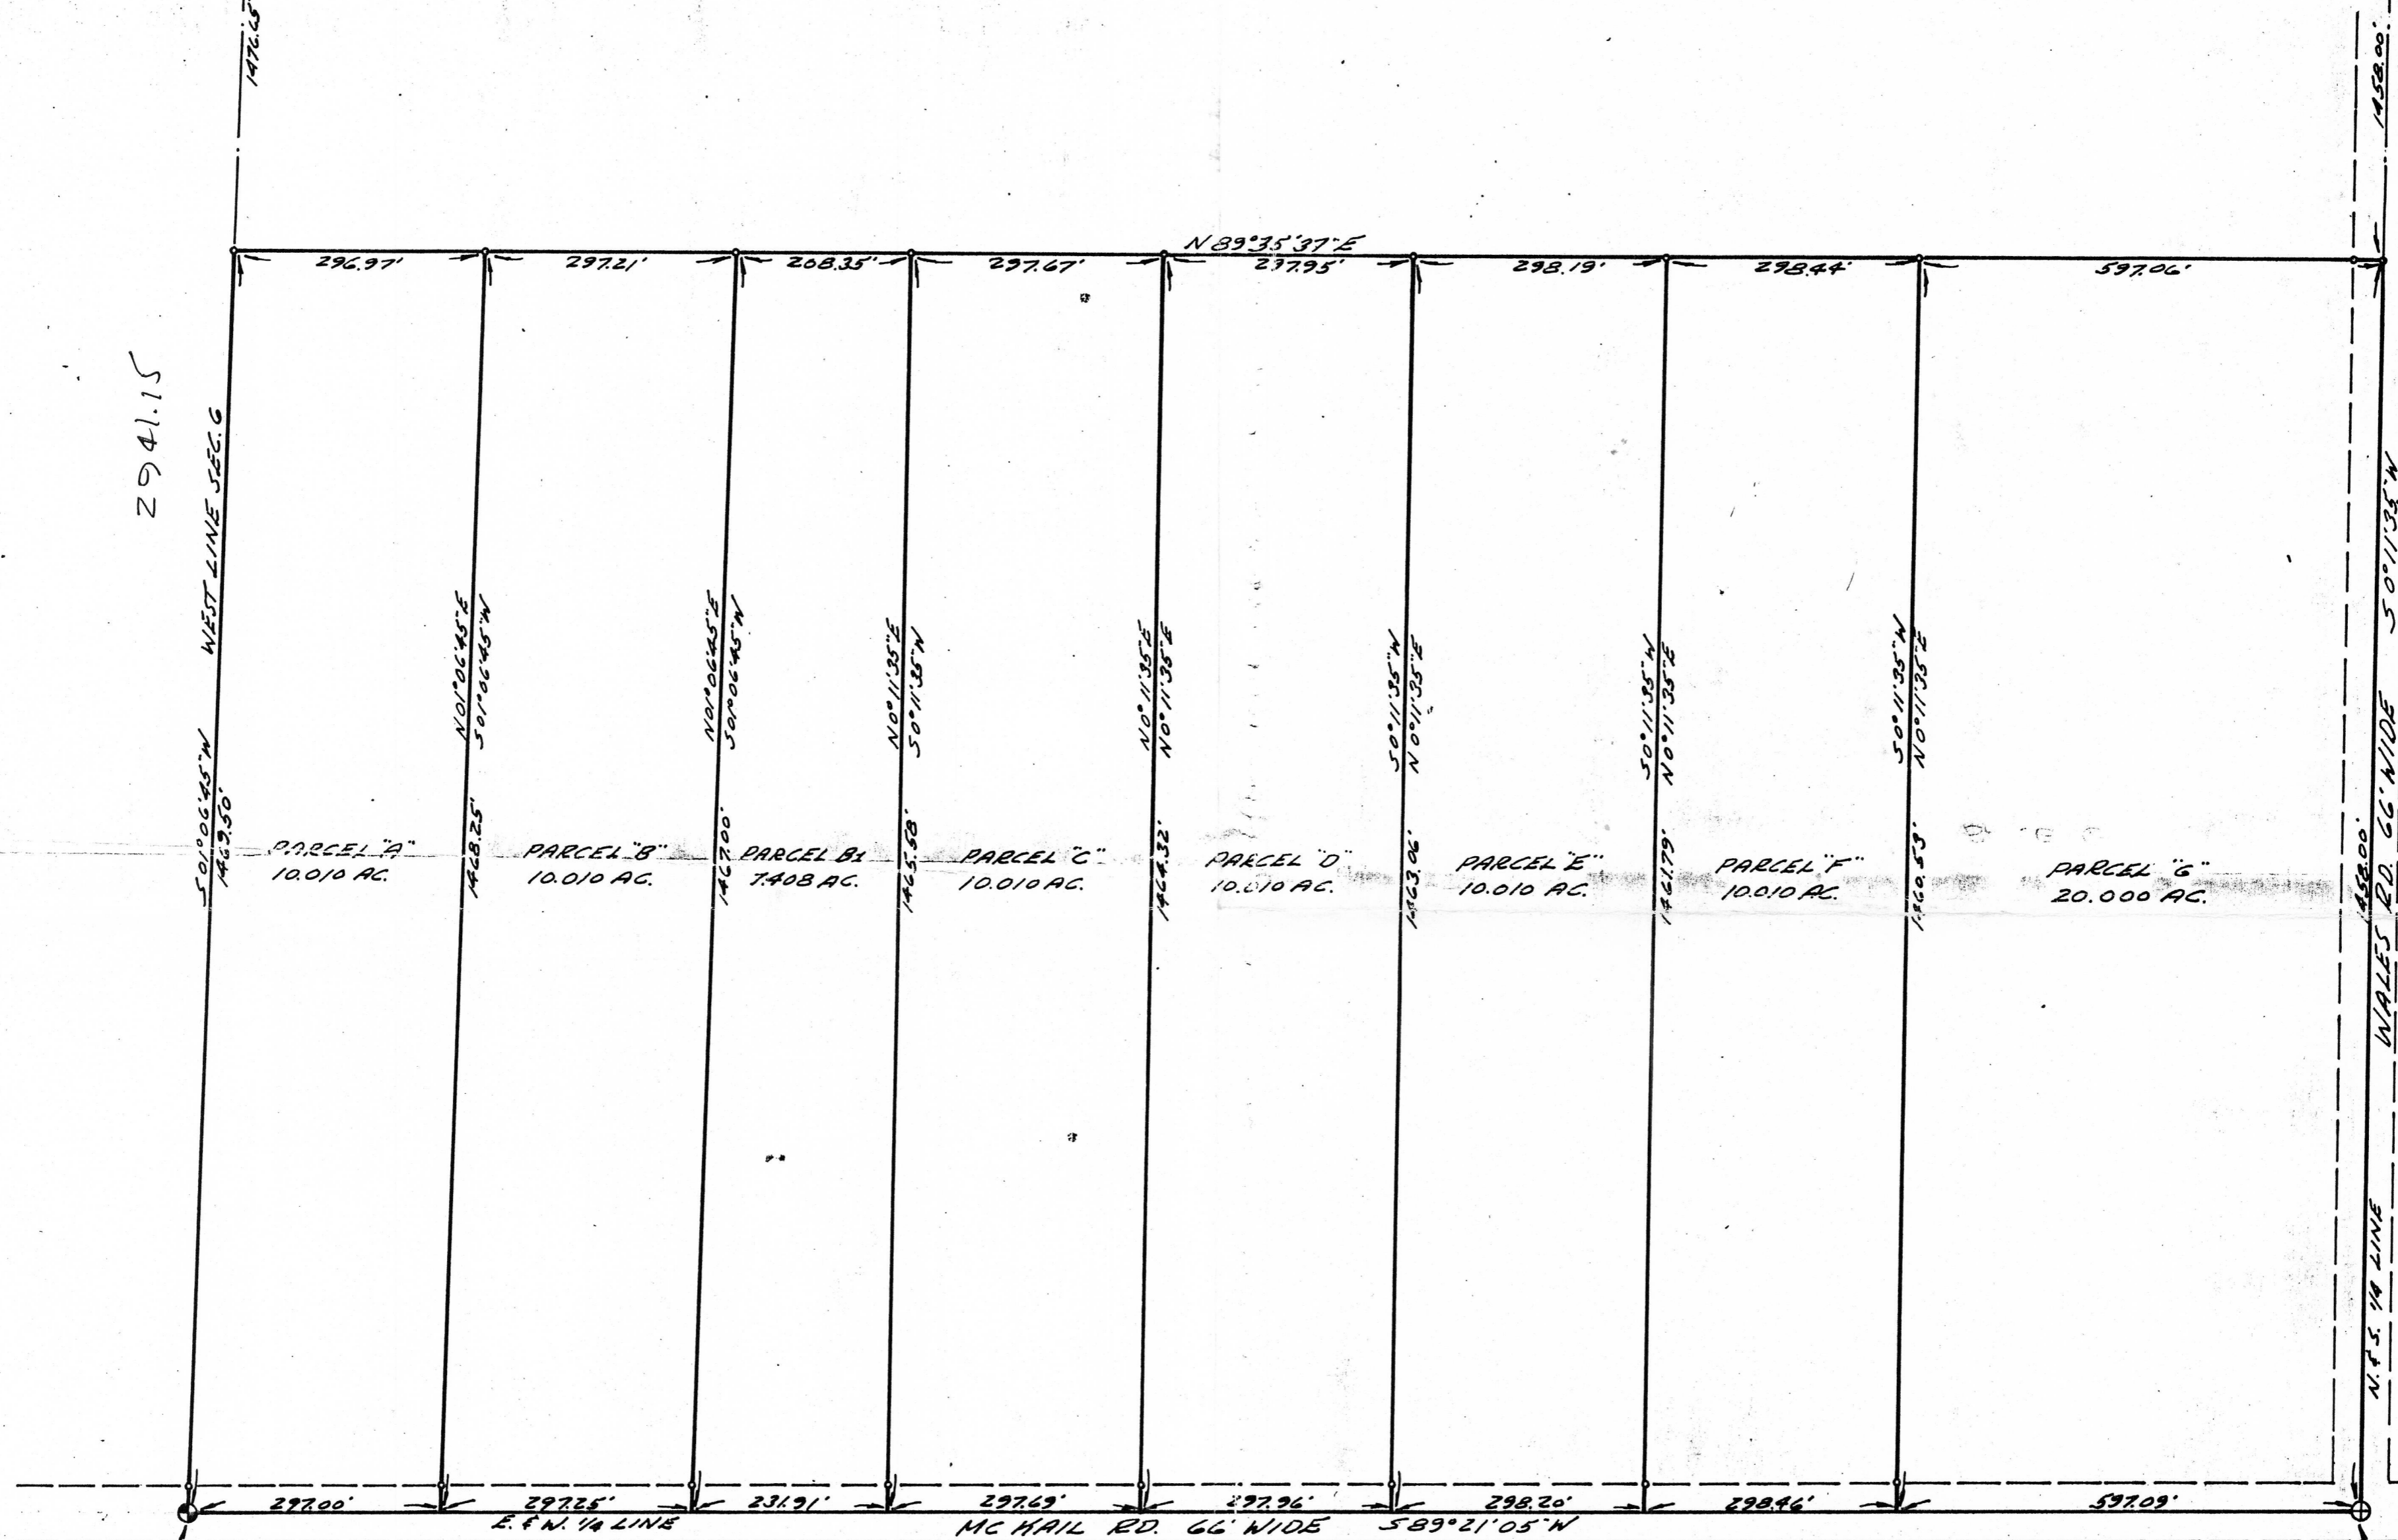 1476.65'
1458.00'
N 89°35'37" E
296.97'
297.21'
208.35'
297.67'
297.95'
298.19'
298.44'
597.06'
2941.15
WEST LINE SEC. 6
S 01°06'45" W
1469.50'
N 01°06'45" E
S 01°06'45" W
1468.25'
N 01°06'45" E
S 01°06'45" W
1467.00'
N 0°11'35" E
S 0°11'35" W
1465.58'
N 0°11'35" E
N 0°11'35" E
1464.32'
S 0°11'35" W
N 0°11'35" E
1463.06'
S 0°11'35" W
N 0°11'35" E
1461.79'
S 0°11'35" W
N 0°11'35" E
1460.53'
S 0°11'35" W
1458.00'
WALES RD. 66' WIDE
N. & S. 1/4 LINE
PARCEL "A"
10.010 AC.
PARCEL "B"
10.010 AC.
PARCEL B1
7.408 AC.
PARCEL "C"
10.010 AC.
PARCEL "D"
10.010 AC.
PARCEL "E"
10.010 AC.
PARCEL "F"
10.010 AC.
PARCEL "G"
20.000 AC.
297.00'
297.25'
231.91'
297.69'
297.96'
298.20'
298.46'
597.09'
E. & W. 1/4 LINE
MC KAIL RD. 66' WIDE
S 89°21'05" W